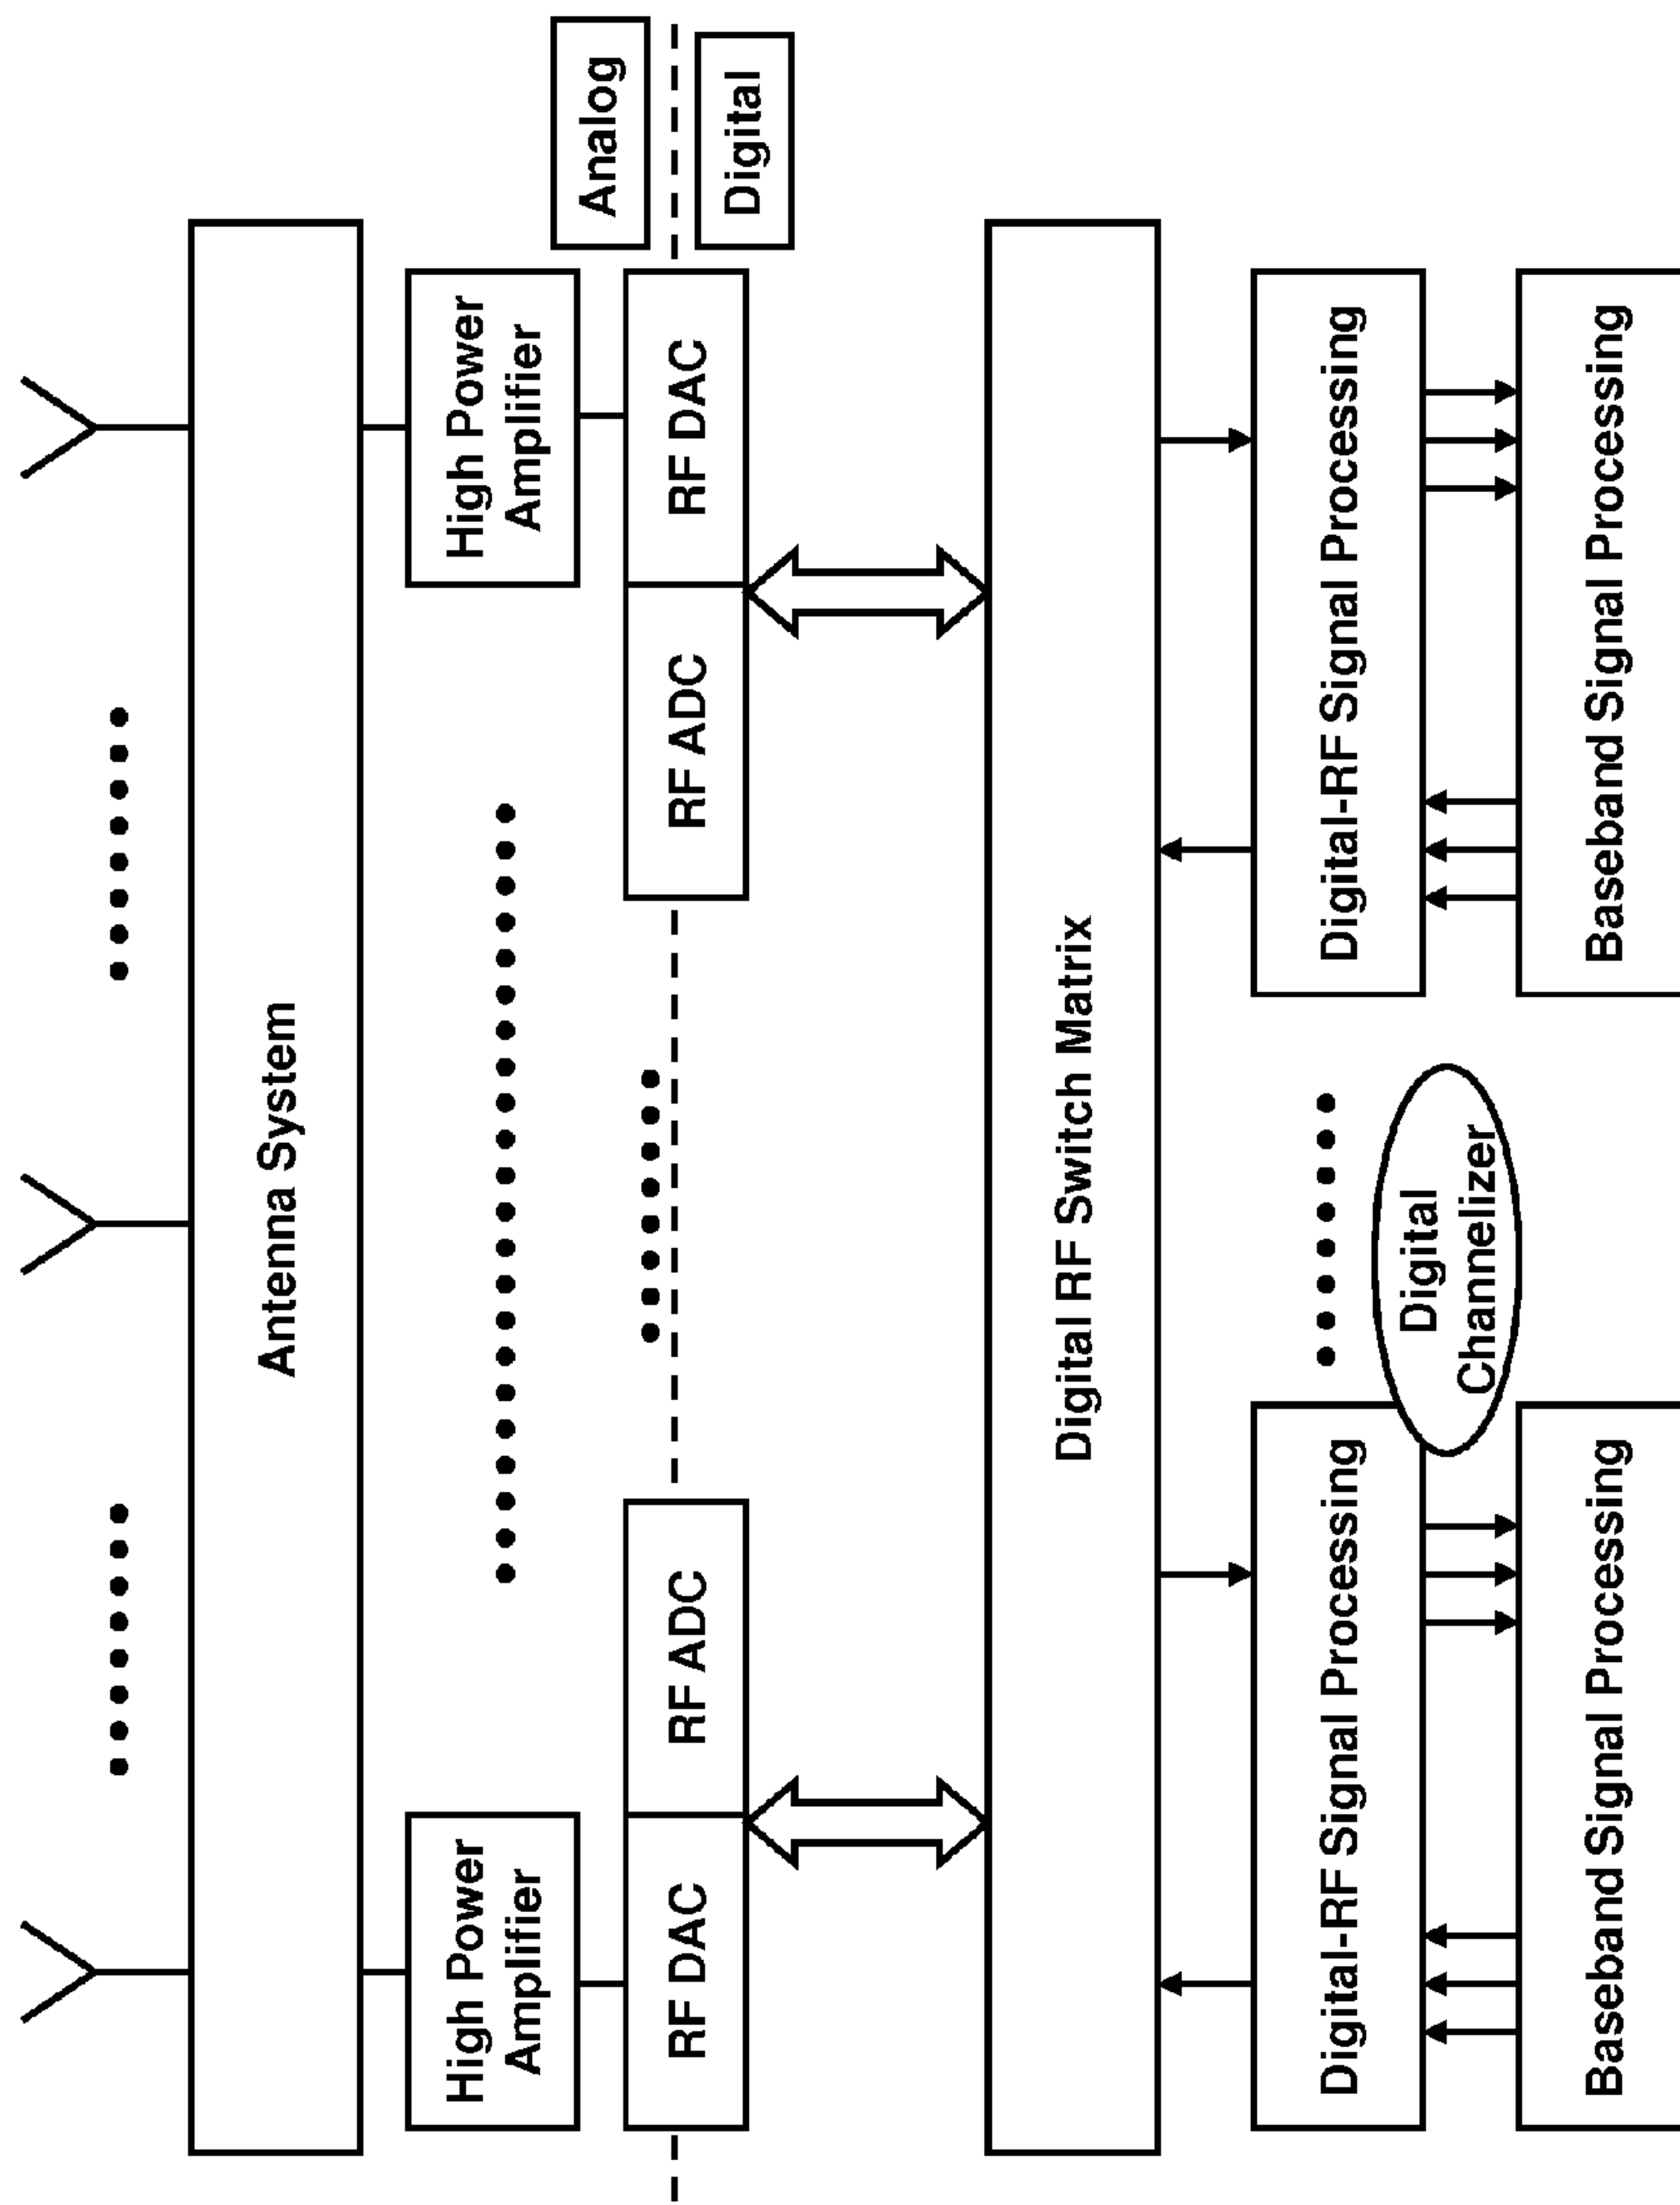 Antenna System
High Power
Amplifier
High Power
Amplifier
Analog
RF DAC
RF ADC
RF ADC
RF DAC
Digital
Digital RF Switch Matrix
Digital-RF Signal Processing
Digital-RF Signal Processing
Digital
Channelizer
Baseband Signal Processing
Baseband Signal Processing